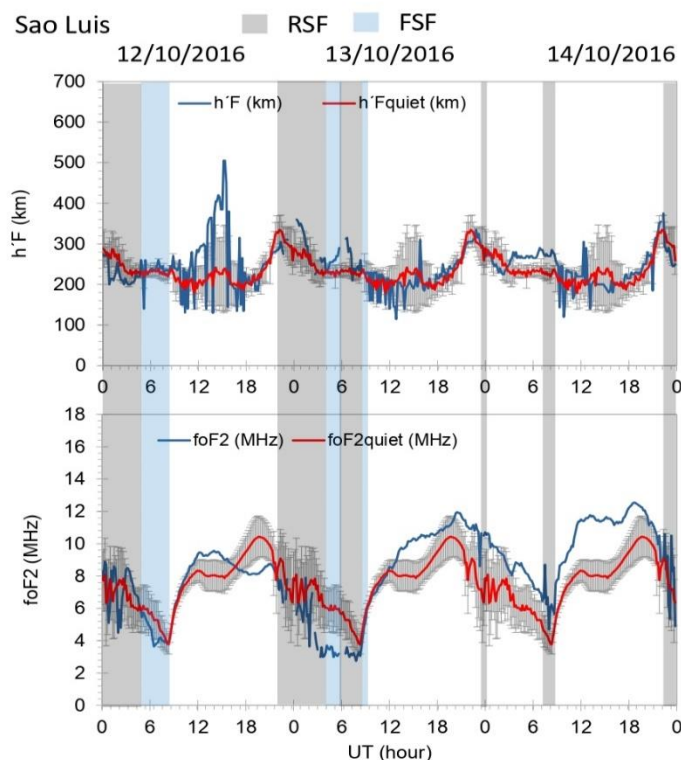 Sao Luis
RSF
FSF
12/10/2016
13/10/2016
14/10/2016
700
600
500
400
300
200
100
0
h´F (km)
h´F (km)
h´Fquiet (km)
0 6 12 18 0 6 12 18 0 6 12 18 0
18
16
14
12
10
8
6
4
2
0
foF2 (MHz)
foF2 (MHz)
foF2quiet (MHz)
0 6 12 18 0 6 12 18 0 6 12 18 0
UT (hour)